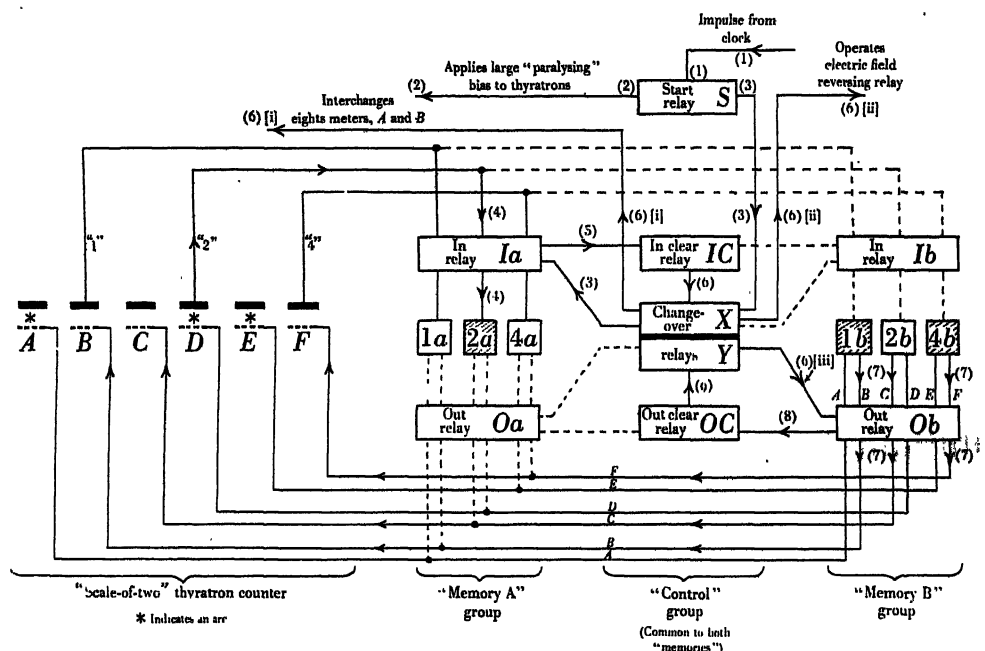 Impulse from
clock
(1)
(1)
Operates
electric field
reversing relay
(6) [ii]
Applies large "paralysing"
bias to thyratrons
(2)
(2)
Start
relay S
(3)
Interchanges
eights meters, A and B
(6) [i]
(6) [i]
(3)
(6) [ii]
"1"
"2"
"4"
(4)
In
relay Ia
(5)
In clear
relay IC
In
relay Ib
(4)
(3)
(6)
Change-
over X
relays Y
* * *
A B C D E F
1a 2a 4a
1b 2b 4b
(6)[iii]
(7) (7) (7)
A B C D E F
Out
relay Oa
Out clear
relay OC
(8)
Out
relay Ob
(7) (7) (7)
F
E
D
C
B
A
"Scale-of-two" thyratron counter
* Indicates an arc
"Memory A"
group
"Control"
group
(Common to both
"memories")
"Memory B"
group